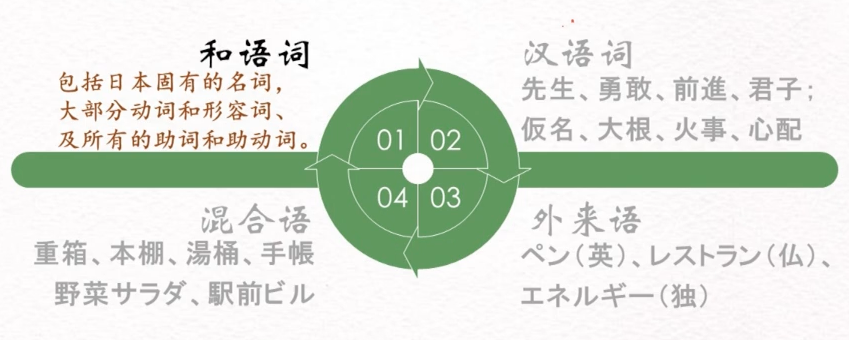 和语词
包括日本固有的名词，
大部分动词和形容词、
及所有的助词和助动词。
汉语词
先生、勇敢、前進、君子；
仮名、大根、火事、心配
01
02
04
03
混合语
重箱、本棚、湯桶、手帳
野菜サラダ、駅前ビル
外来语
ペン（英）、レストラン（仏）、
エネルギー（独）